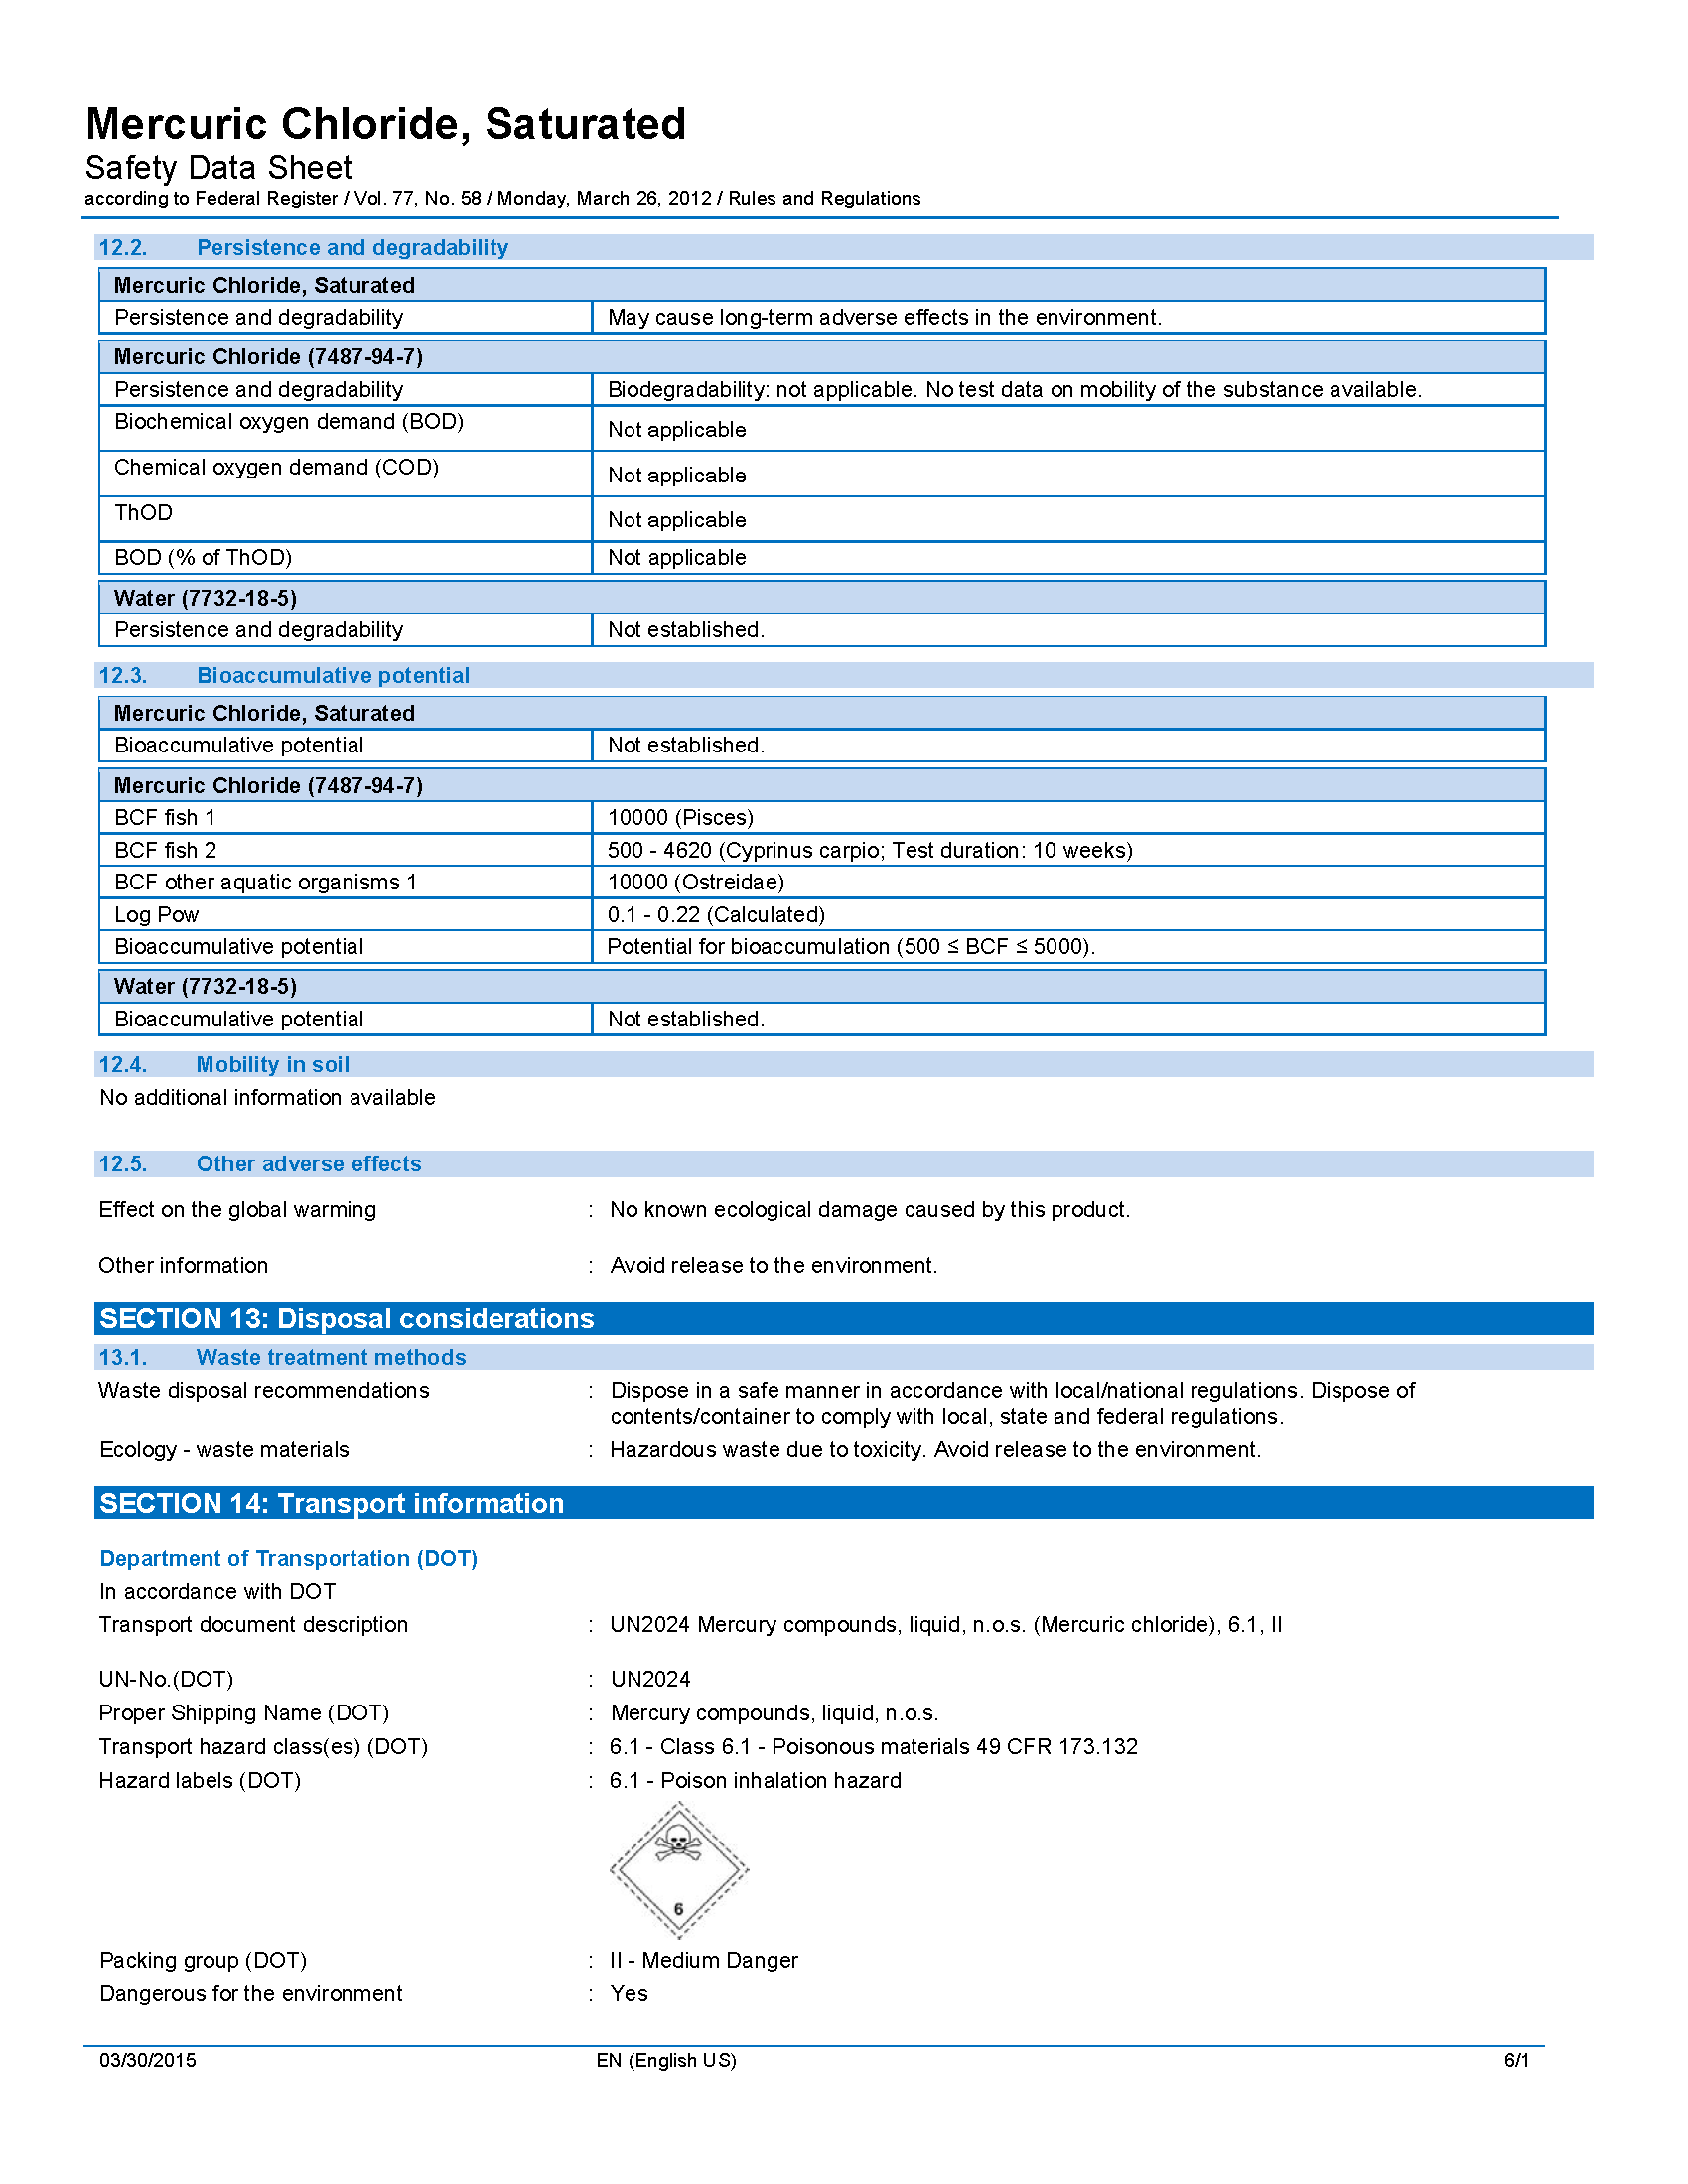 Mercuric Chloride, Saturated
Safety Data Sheet
according to Federal Register / Vol. 77, No. 58 / Monday, March 26, 2012 / Rules and Regulations
12.2. Persistence and degradability
Mercuric Chloride, Saturated
Persistence and degradability May cause long-term adverse effects in the environment.
Mercuric Chloride (7487-94-7)
Persistence and degradability Biodegradability: not applicable. No test data on mobility of the substance available.
Biochemical oxygen demand (BOD) Not applicable
Chemical oxygen demand (COD) Not applicable
ThOD Not applicable
BOD (% of ThOD) Not applicable
Water (7732-18-5)
Persistence and degradability Not established.
12.3. Bioaccumulative potential
Mercuric Chloride, Saturated
Bioaccumulative potential Not established.
Mercuric Chloride (7487-94-7)
BCF fish 1 10000 (Pisces)
BCF fish 2 500 - 4620 (Cyprinus carpio; Test duration: 10 weeks)
BCF other aquatic organisms 1 10000 (Ostreidae)
Log Pow 0.1 - 0.22 (Calculated)
Bioaccumulative potential Potential for bioaccumulation (500 ≤ BCF ≤ 5000).
Water (7732-18-5)
Bioaccumulative potential Not established.
12.4. Mobility in soil
No additional information available
12.5. Other adverse effects
Effect on the global warming : No known ecological damage caused by this product.
Other information : Avoid release to the environment.
SECTION 13: Disposal considerations
13.1. Waste treatment methods
Waste disposal recommendations : Dispose in a safe manner in accordance with local/national regulations. Dispose of
contents/container to comply with local, state and federal regulations.
Ecology - waste materials : Hazardous waste due to toxicity. Avoid release to the environment.
SECTION 14: Transport information
Department of Transportation (DOT)
In accordance with DOT
Transport document description : UN2024 Mercury compounds, liquid, n.o.s. (Mercuric chloride), 6.1, II
UN-No.(DOT) : UN2024
Proper Shipping Name (DOT) : Mercury compounds, liquid, n.o.s.
Transport hazard class(es) (DOT) : 6.1 - Class 6.1 - Poisonous materials 49 CFR 173.132
Hazard labels (DOT) : 6.1 - Poison inhalation hazard
6
Packing group (DOT) : II - Medium Danger
Dangerous for the environment : Yes
03/30/2015 EN (English US) 6/1